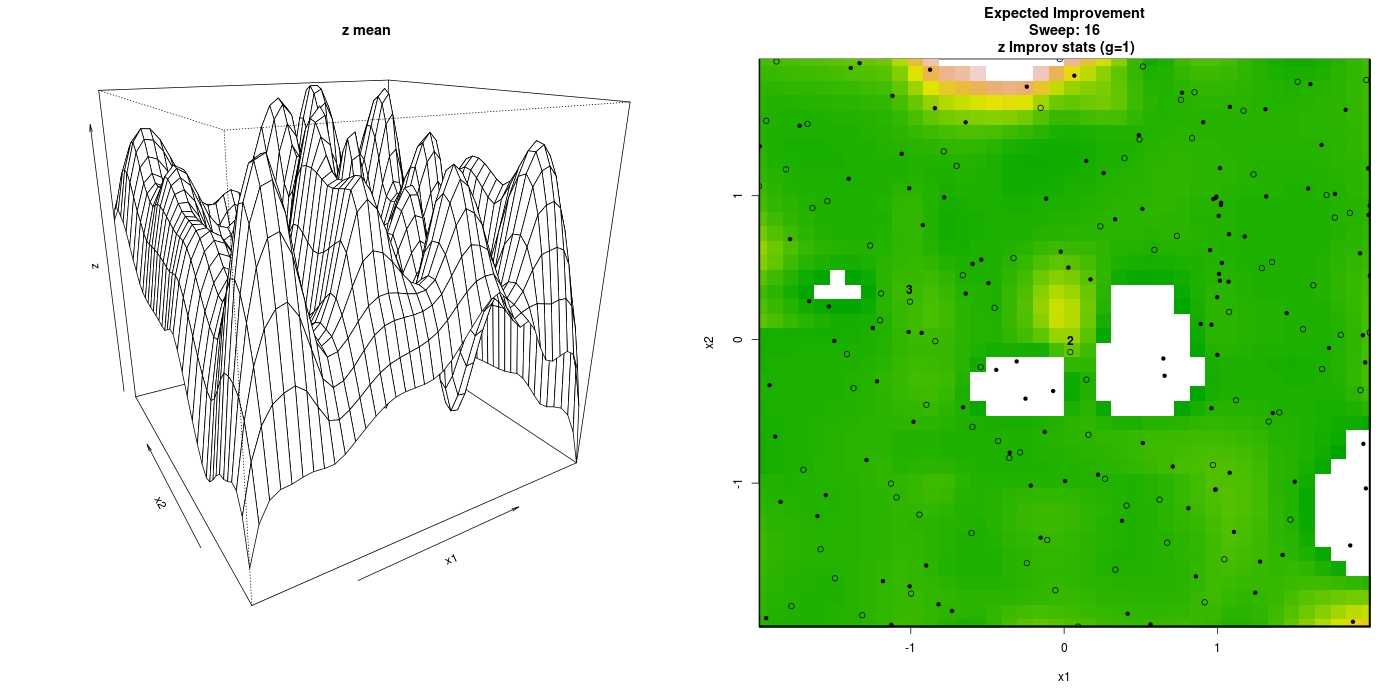 z mean
z
x2
x1
Expected Improvement
Sweep: 16
z Improv stats (g=1)
x2
1
0
-1
3
2
-1
0
1
x1